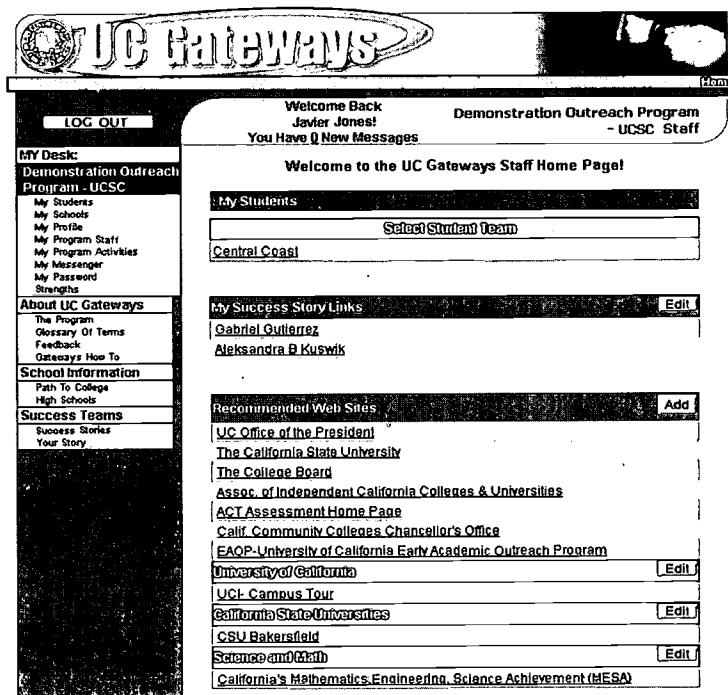 UC Gateways
Home
LOG OUT
Welcome Back
Javier Jones!
You Have 0 New Messages
Demonstration Outreach Program
- UCSC Staff
MY Desk:
Demonstration Outreach
Program - UCSC
My Students
My Schools
My Profile
My Program Staff
My Program Activities
My Messenger
My Password
Strengths
About UC Gateways
The Program
Glossary Of Terms
Feedback
Gateways How To
School Information
Path To College
High Schools
Success Teams
Success Stories
Your Story
Welcome to the UC Gateways Staff Home Page!
My Students
Select Student Team
Central Coast
My Success Story Links
Edit
Gabriel Gutierrez
Aleksandra B Kuswik
Recommended Web Sites
Add
UC Office of the President
The California State University
The College Board
Assoc. of Independent California Colleges & Universities
ACT Assessment Home Page
Calif. Community Colleges Chancellor's Office
EAOP-University of California Early Academic Outreach Program
University of California
Edit
UCI- Campus Tour
California State Universities
Edit
CSU Bakersfield
Science and Math
Edit
California's Mathematics,Engineering, Science Achievement (MESA)